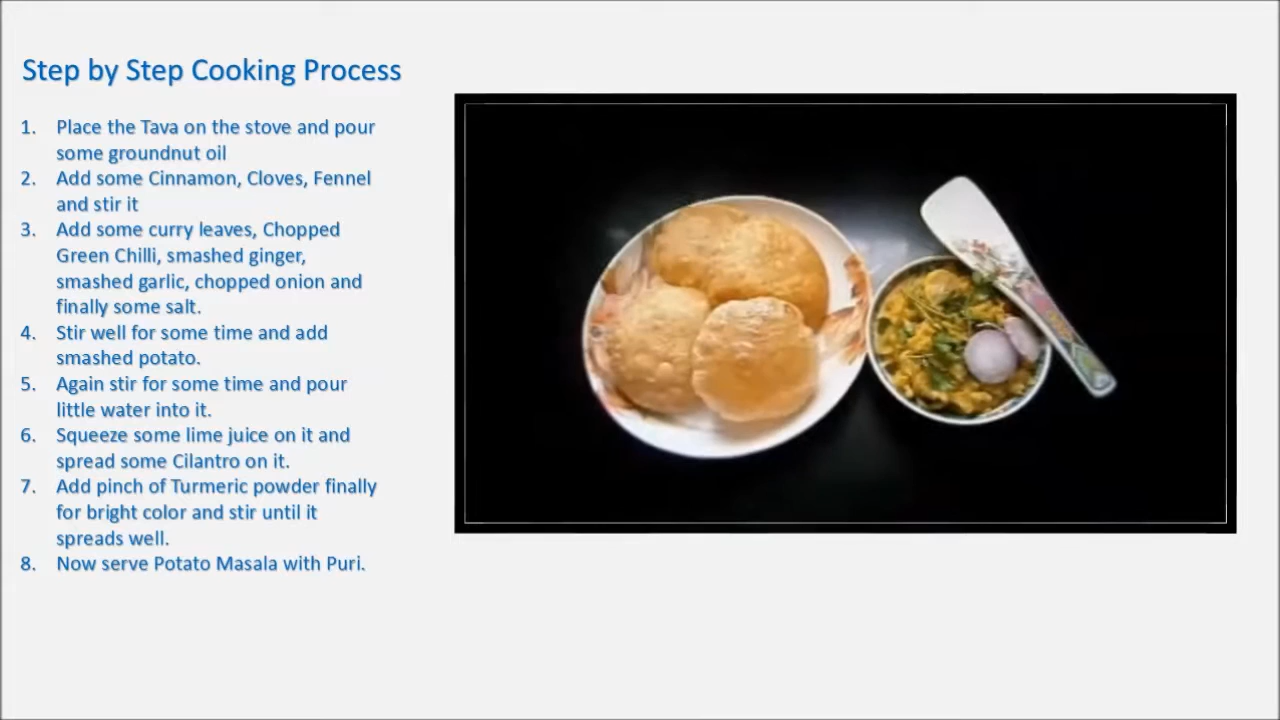 Step by Step Cooking Process
1. Place the Tava on the stove and pour
some groundnut oil
2. Add some Cinnamon, Cloves, Fennel
and stir it
3. Add some curry leaves, Chopped
Green Chilli, smashed ginger,
smashed garlic, chopped onion and
finally some salt.
4. Stir well for some time and add
smashed potato.
5. Again stir for some time and pour
little water into it.
6. Squeeze some lime juice on it and
spread some Cilantro on it.
7. Add pinch of Turmeric powder finally
for bright color and stir until it
spreads well.
8. Now serve Potato Masala with Puri.